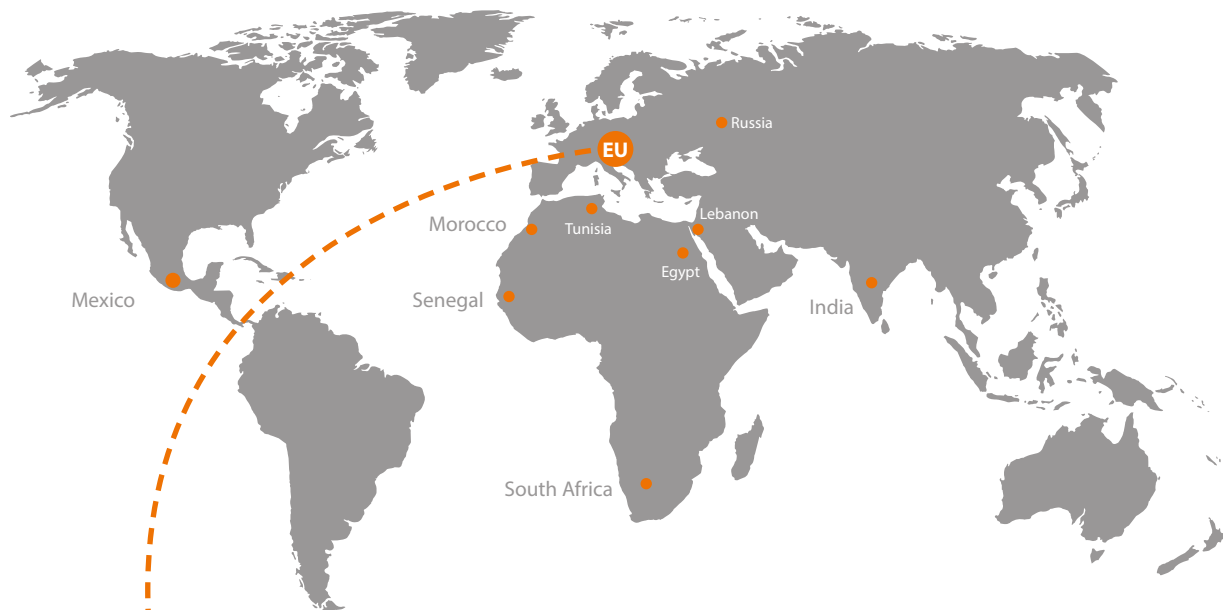 Russia
EU
Lebanon
Morocco
Tunisia
Egypt
Mexico
Senegal
India
South Africa